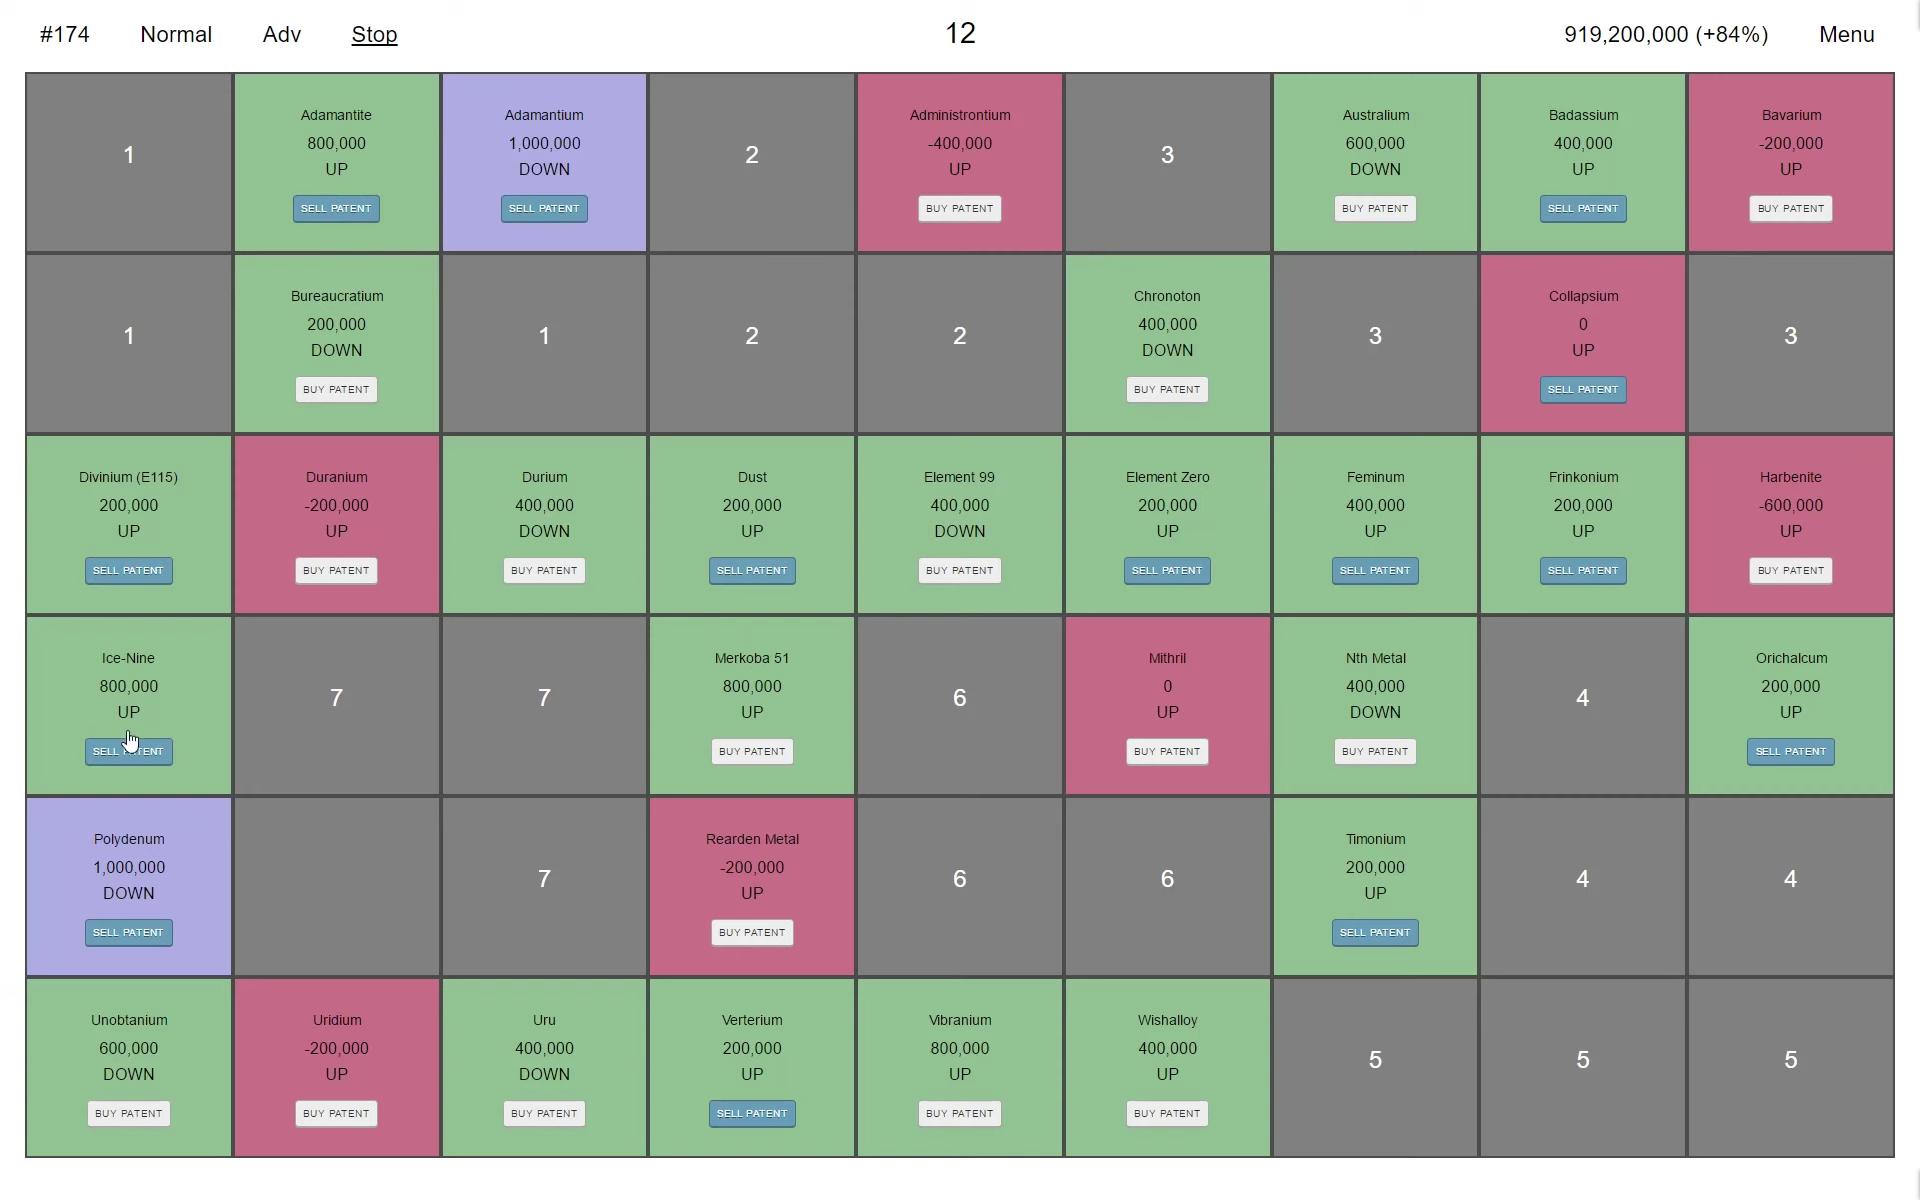 #174 Normal Adv Stop 12 919,200,000 (+84%) Menu
1
Adamantite
800,000
UP
SELL PATENT
Adamantium
1,000,000
DOWN
SELL PATENT
2
Administrontium
-400,000
UP
BUY PATENT
3
Australium
600,000
DOWN
BUY PATENT
Badassium
400,000
UP
SELL PATENT
Bavarium
-200,000
UP
BUY PATENT
1
Bureaucratium
200,000
DOWN
BUY PATENT
1
2
2
Chronoton
400,000
DOWN
BUY PATENT
3
Collapsium
0
UP
SELL PATENT
3
Divinium (E115)
200,000
UP
SELL PATENT
Duranium
-200,000
UP
BUY PATENT
Durium
400,000
DOWN
BUY PATENT
Dust
200,000
UP
SELL PATENT
Element 99
400,000
DOWN
BUY PATENT
Element Zero
200,000
UP
SELL PATENT
Feminum
400,000
UP
SELL PATENT
Frinkonium
200,000
UP
SELL PATENT
Harbenite
-600,000
UP
BUY PATENT
Ice-Nine
800,000
UP
SELL PATENT
7
7
Merkoba 51
800,000
UP
BUY PATENT
6
Mithril
0
UP
BUY PATENT
Nth Metal
400,000
DOWN
BUY PATENT
4
Orichalcum
200,000
UP
SELL PATENT
Polydenum
1,000,000
DOWN
SELL PATENT
7
Rearden Metal
-200,000
UP
BUY PATENT
6
6
Timonium
200,000
UP
SELL PATENT
4
4
Unobtanium
600,000
DOWN
BUY PATENT
Uridium
-200,000
UP
BUY PATENT
Uru
400,000
DOWN
BUY PATENT
Verterium
200,000
UP
SELL PATENT
Vibranium
800,000
UP
BUY PATENT
Wishalloy
400,000
UP
BUY PATENT
5
5
5